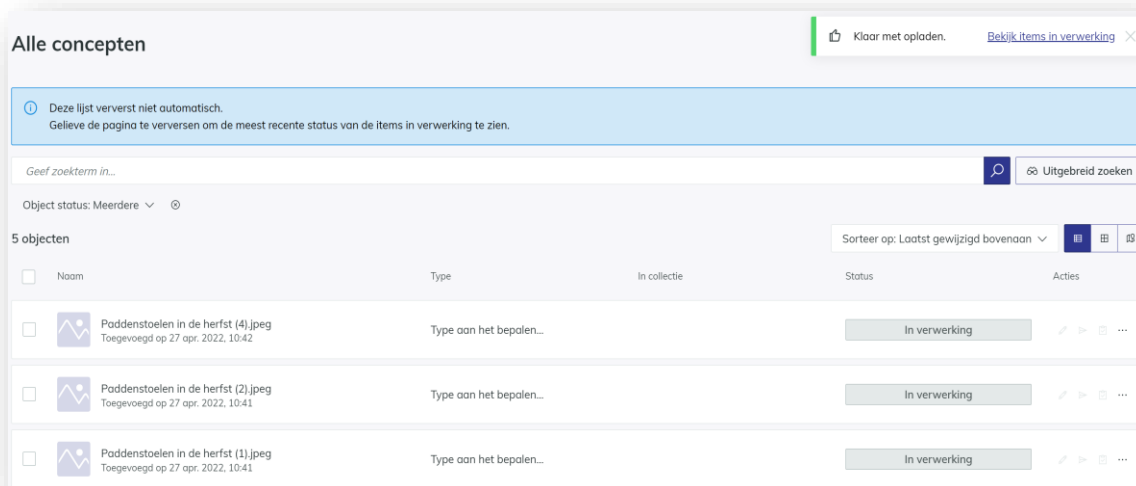 Alle concepten
Klaar met opladen. Bekijk items in verwerking
Deze lijst ververst niet automatisch.
Gelieve de pagina te verversen om de meest recente status van de items in verwerking te zien.
Geef zoekterm in...
Uitgebreid zoeken
Object status: Meerdere
5 objecten
Sorteer op: Laatst gewijzigd bovenaan
Naam Type In collectie Status Acties
Paddenstoelen in de herfst (4).jpeg
Toegevoegd op 27 apr. 2022, 10:42
Type aan het bepalen...
In verwerking
Paddenstoelen in de herfst (2).jpeg
Toegevoegd op 27 apr. 2022, 10:41
Type aan het bepalen...
In verwerking
Paddenstoelen in de herfst (1).jpeg
Toegevoegd op 27 apr. 2022, 10:41
Type aan het bepalen...
In verwerking